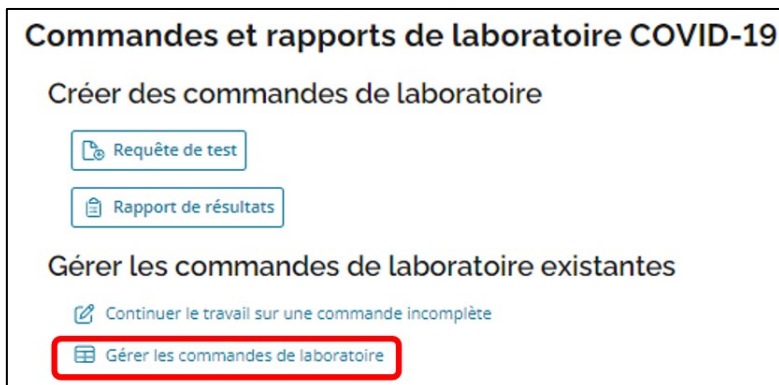 Commandes et rapports de laboratoire COVID-19
Créer des commandes de laboratoire
Requête de test
Rapport de résultats
Gérer les commandes de laboratoire existantes
Continuer le travail sur une commande incomplète
Gérer les commandes de laboratoire